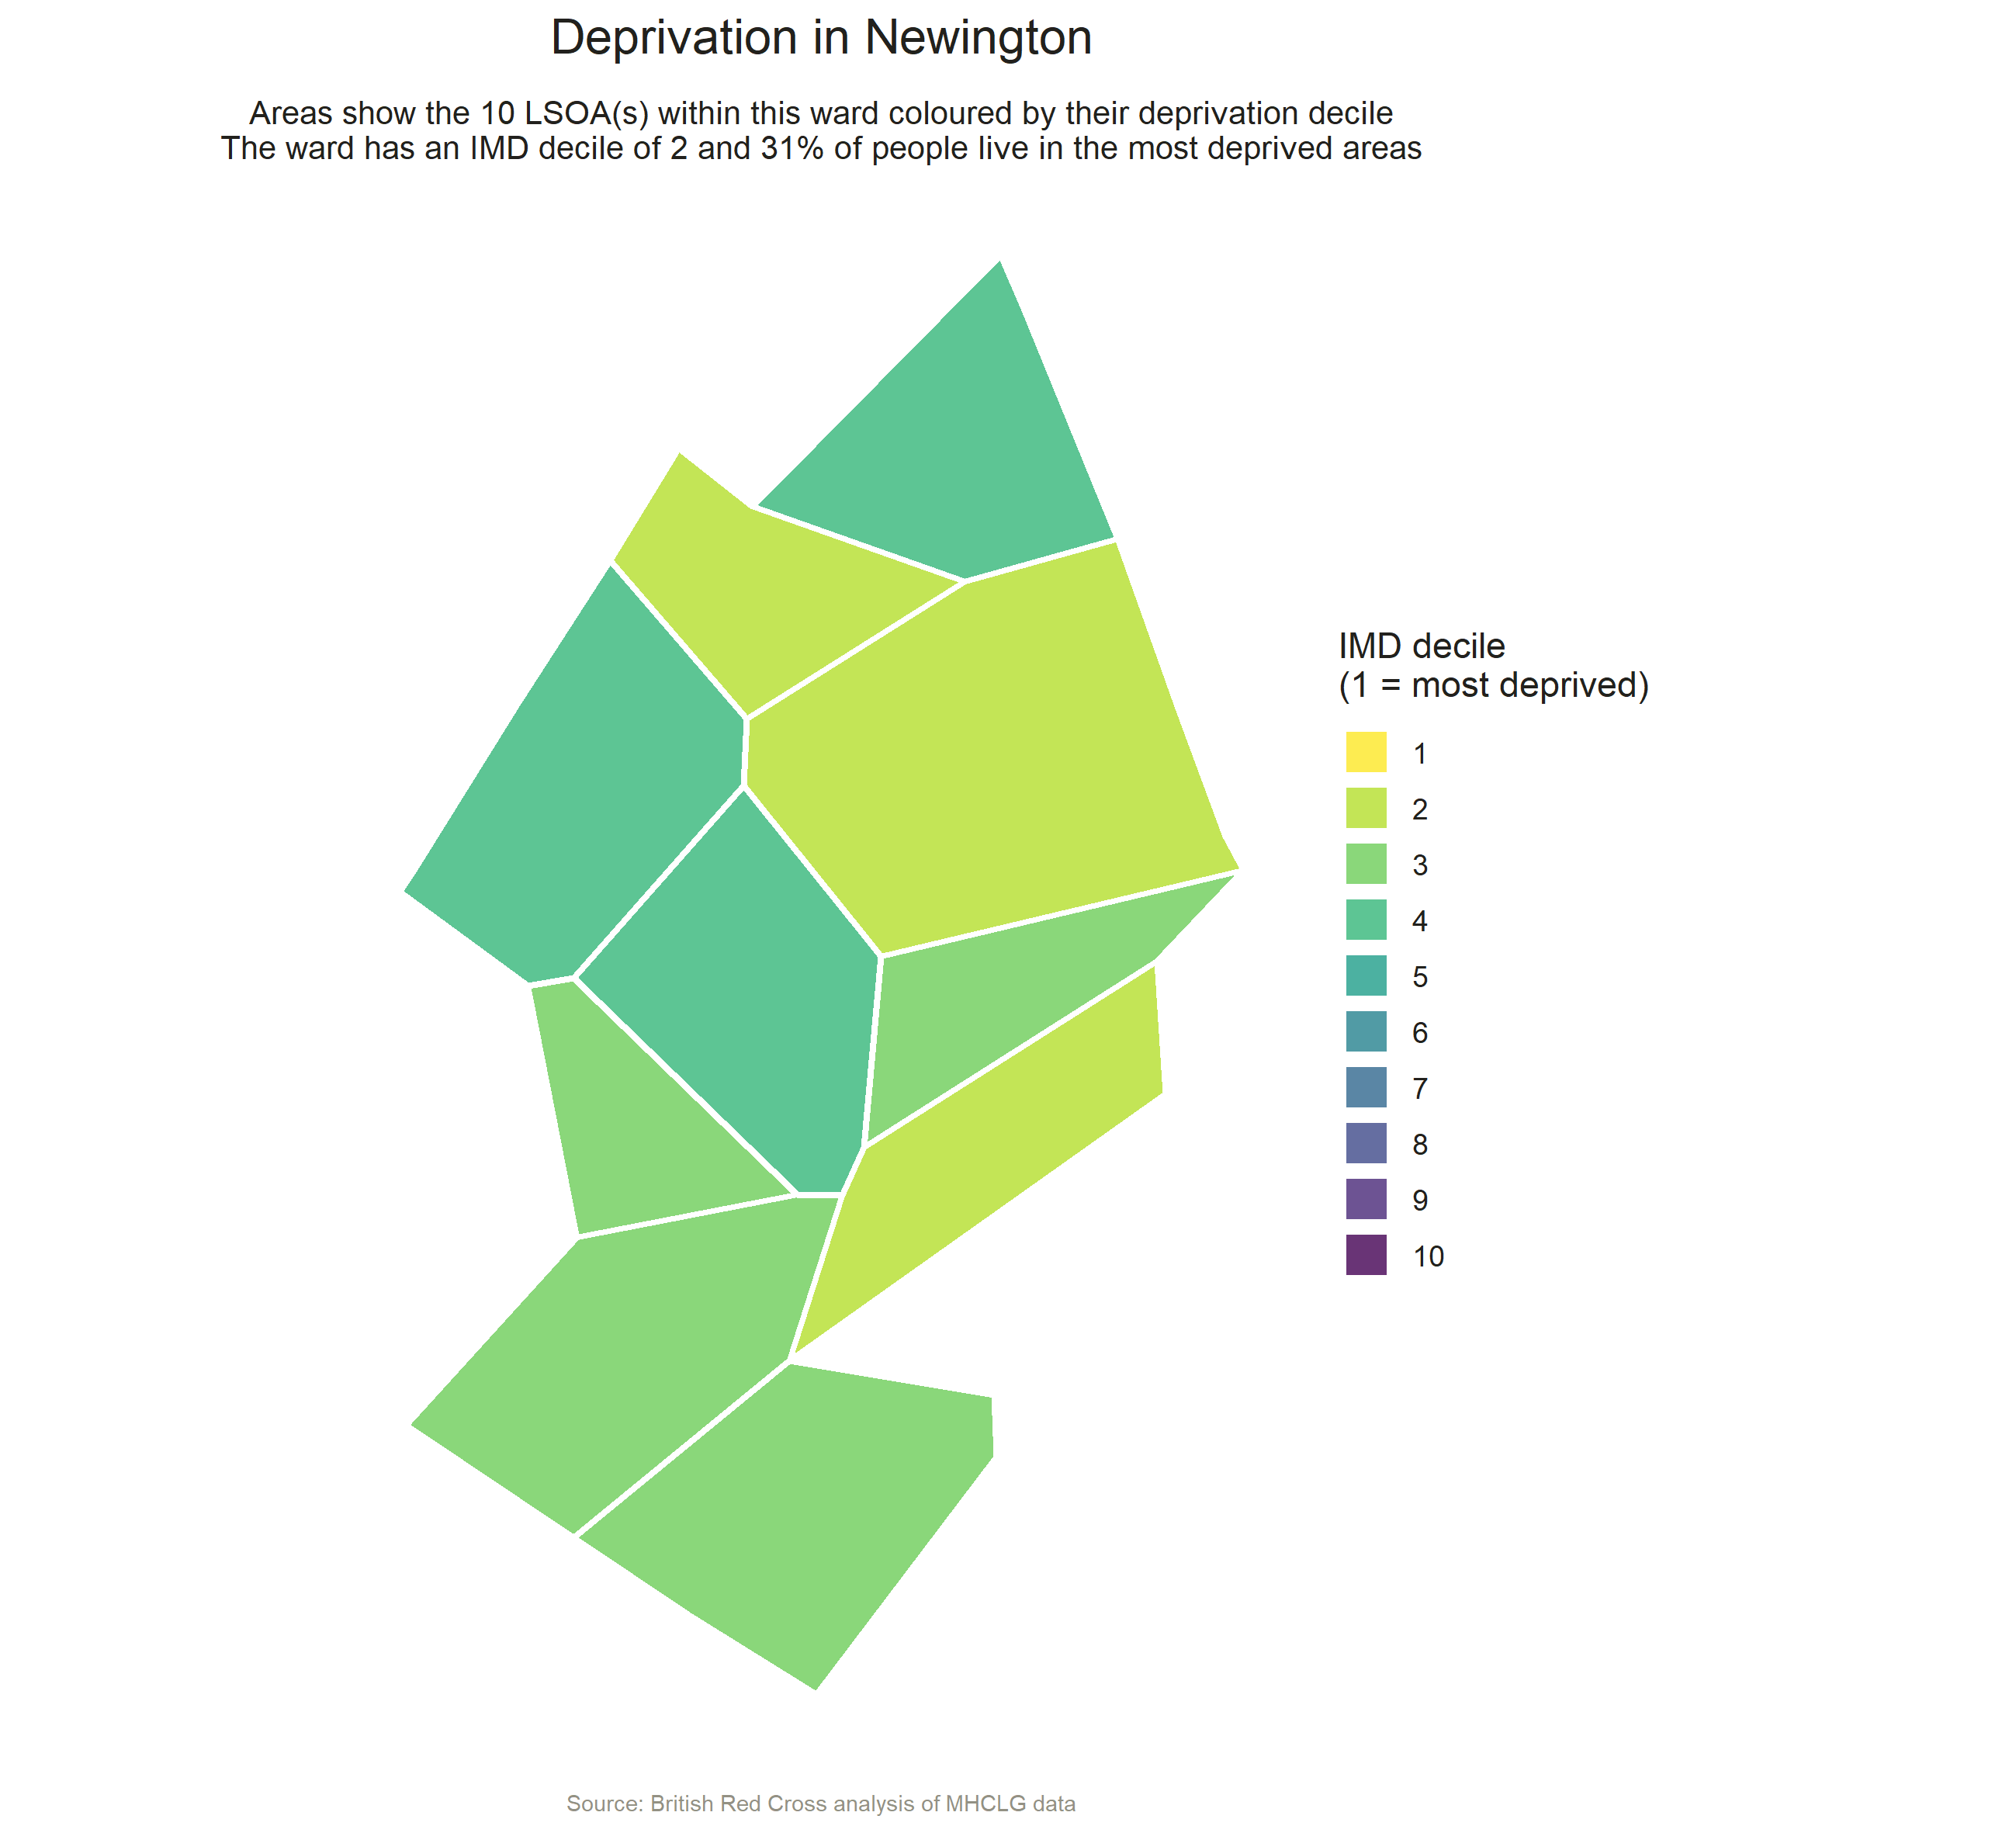 Deprivation in Newington
Areas show the 10 LSOA(s) within this ward coloured by their deprivation decile
The ward has an IMD decile of 2 and 31% of people live in the most deprived areas
IMD decile
(1 = most deprived)
1
2
3
4
5
6
7
8
9
10
Source: British Red Cross analysis of MHCLG data